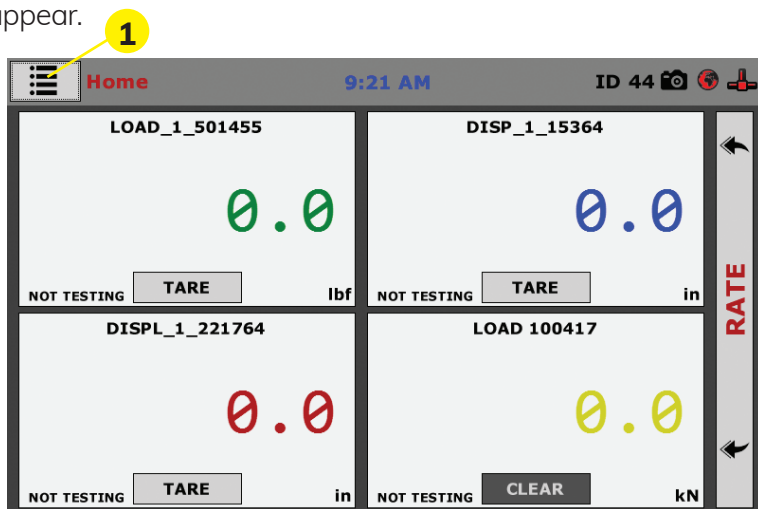 appear.
1
Home 9:21 AM ID 44
LOAD_1_501455
0.0
NOT TESTING TARE lbf
DISP_1_15364
0.0
NOT TESTING TARE in
DISPL_1_221764
0.0
NOT TESTING TARE in
LOAD 100417
0.0
NOT TESTING CLEAR kN
RATE